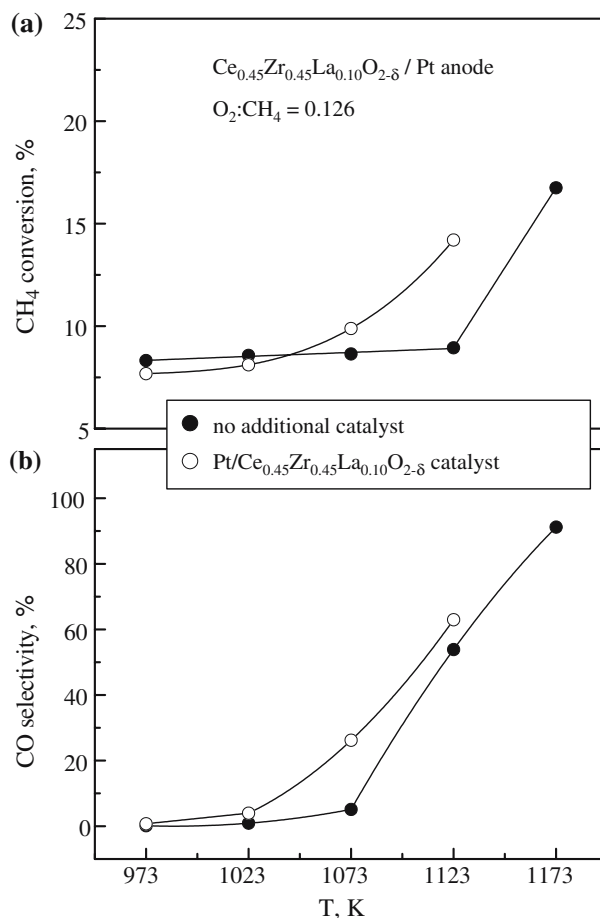 (a)
Ce0.45Zr0.45La0.10O2-δ / Pt anode
O2:CH4 = 0.126
25
20
15
10
5
CH4 conversion, %
no additional catalyst
Pt/Ce0.45Zr0.45La0.10O2-δ catalyst
(b)
100
80
60
40
20
0
CO selectivity, %
973 1023 1073 1123 1173
T, K